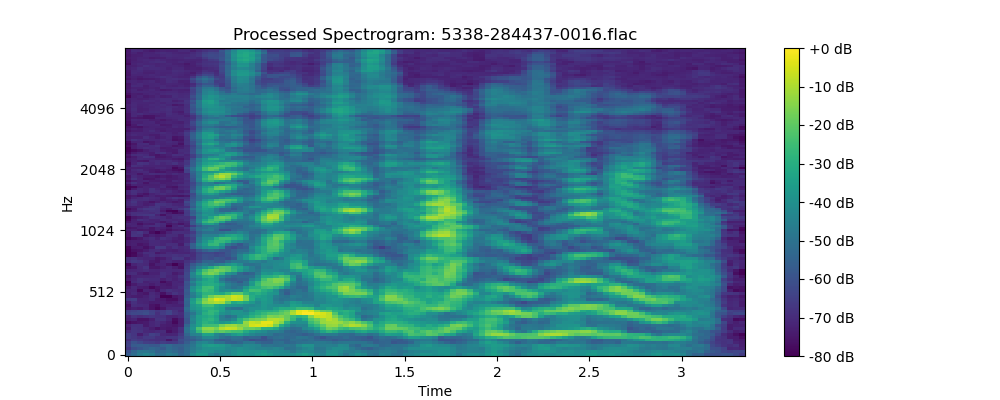 Processed Spectrogram: 5338-284437-0016.flac
Hz
4096
2048
1024
512
0
0 0.5 1 1.5 2 2.5 3
Time
+0 dB
-10 dB
-20 dB
-30 dB
-40 dB
-50 dB
-60 dB
-70 dB
-80 dB